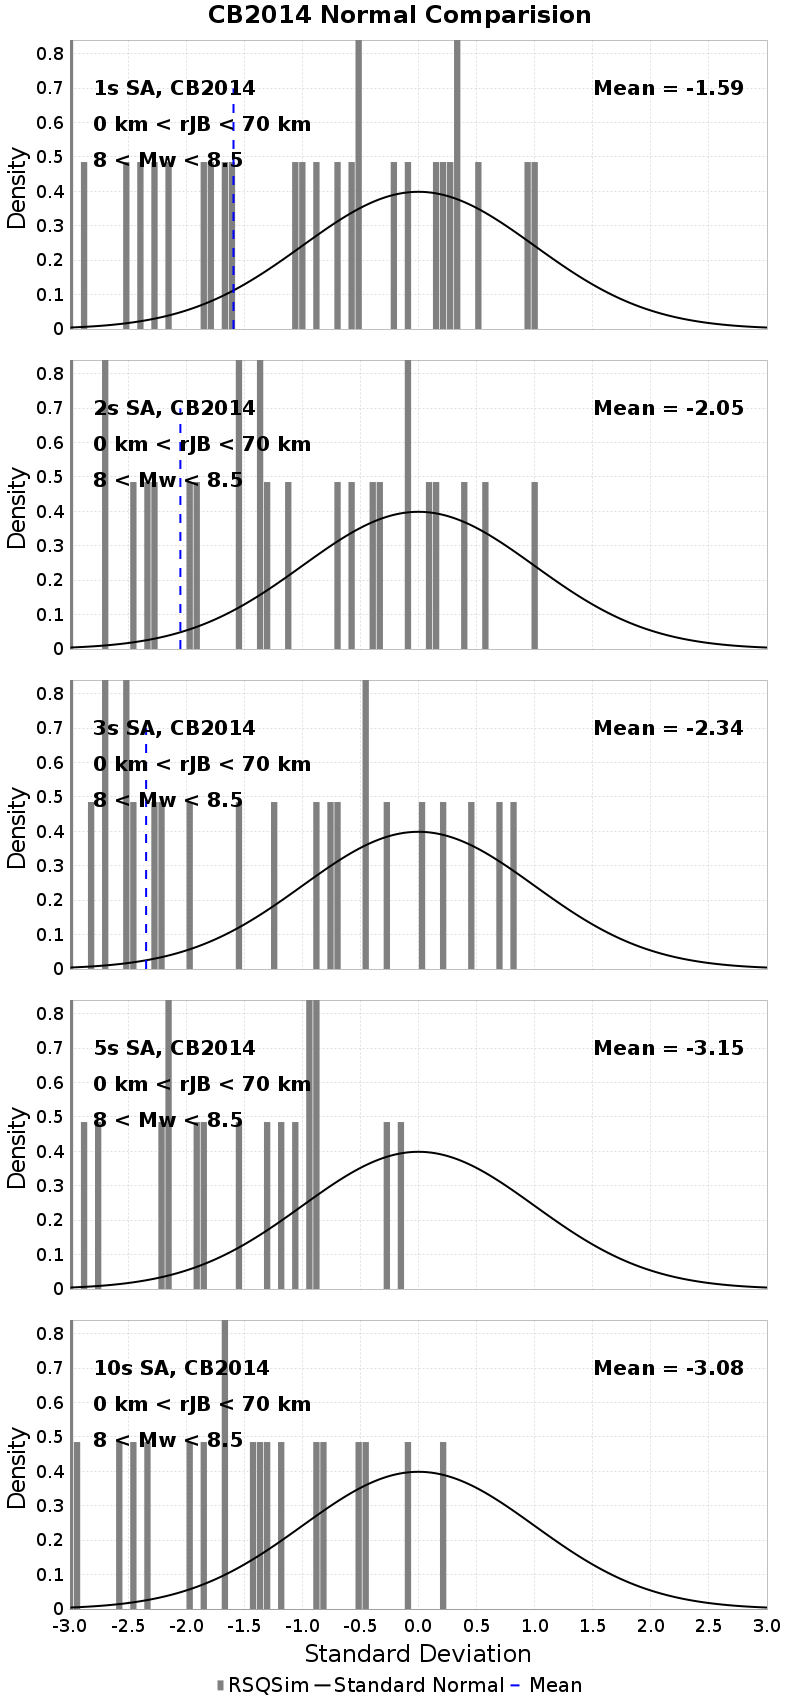 CB2014 Normal Comparision
0.8
0.7
0.6
0.5
0.4
0.3
0.2
0.1
0
Density
1s SA, CB2014
0 km < rJB < 70 km
8 < Mw < 8.5
Mean = -1.59
0.8
0.7
0.6
0.5
0.4
0.3
0.2
0.1
0
Density
2s SA, CB2014
0 km < rJB < 70 km
8 < Mw < 8.5
Mean = -2.05
0.8
0.7
0.6
0.5
0.4
0.3
0.2
0.1
0
Density
3s SA, CB2014
0 km < rJB < 70 km
8 < Mw < 8.5
Mean = -2.34
0.8
0.7
0.6
0.5
0.4
0.3
0.2
0.1
0
Density
5s SA, CB2014
0 km < rJB < 70 km
8 < Mw < 8.5
Mean = -3.15
0.8
0.7
0.6
0.5
0.4
0.3
0.2
0.1
0
Density
10s SA, CB2014
0 km < rJB < 70 km
8 < Mw < 8.5
Mean = -3.08
-3.0 -2.5 -2.0 -1.5 -1.0 -0.5 0.0 0.5 1.0 1.5 2.0 2.5 3.0
Standard Deviation
RSQSim Standard Normal Mean